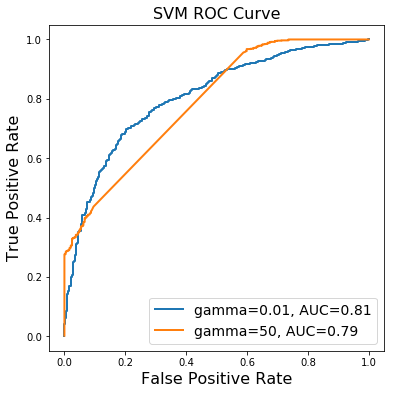 SVM ROC Curve
True Positive Rate
1.0
0.8
0.6
0.4
0.2
0.0
gamma=0.01, AUC=0.81
gamma=50, AUC=0.79
0.0 0.2 0.4 0.6 0.8 1.0
False Positive Rate